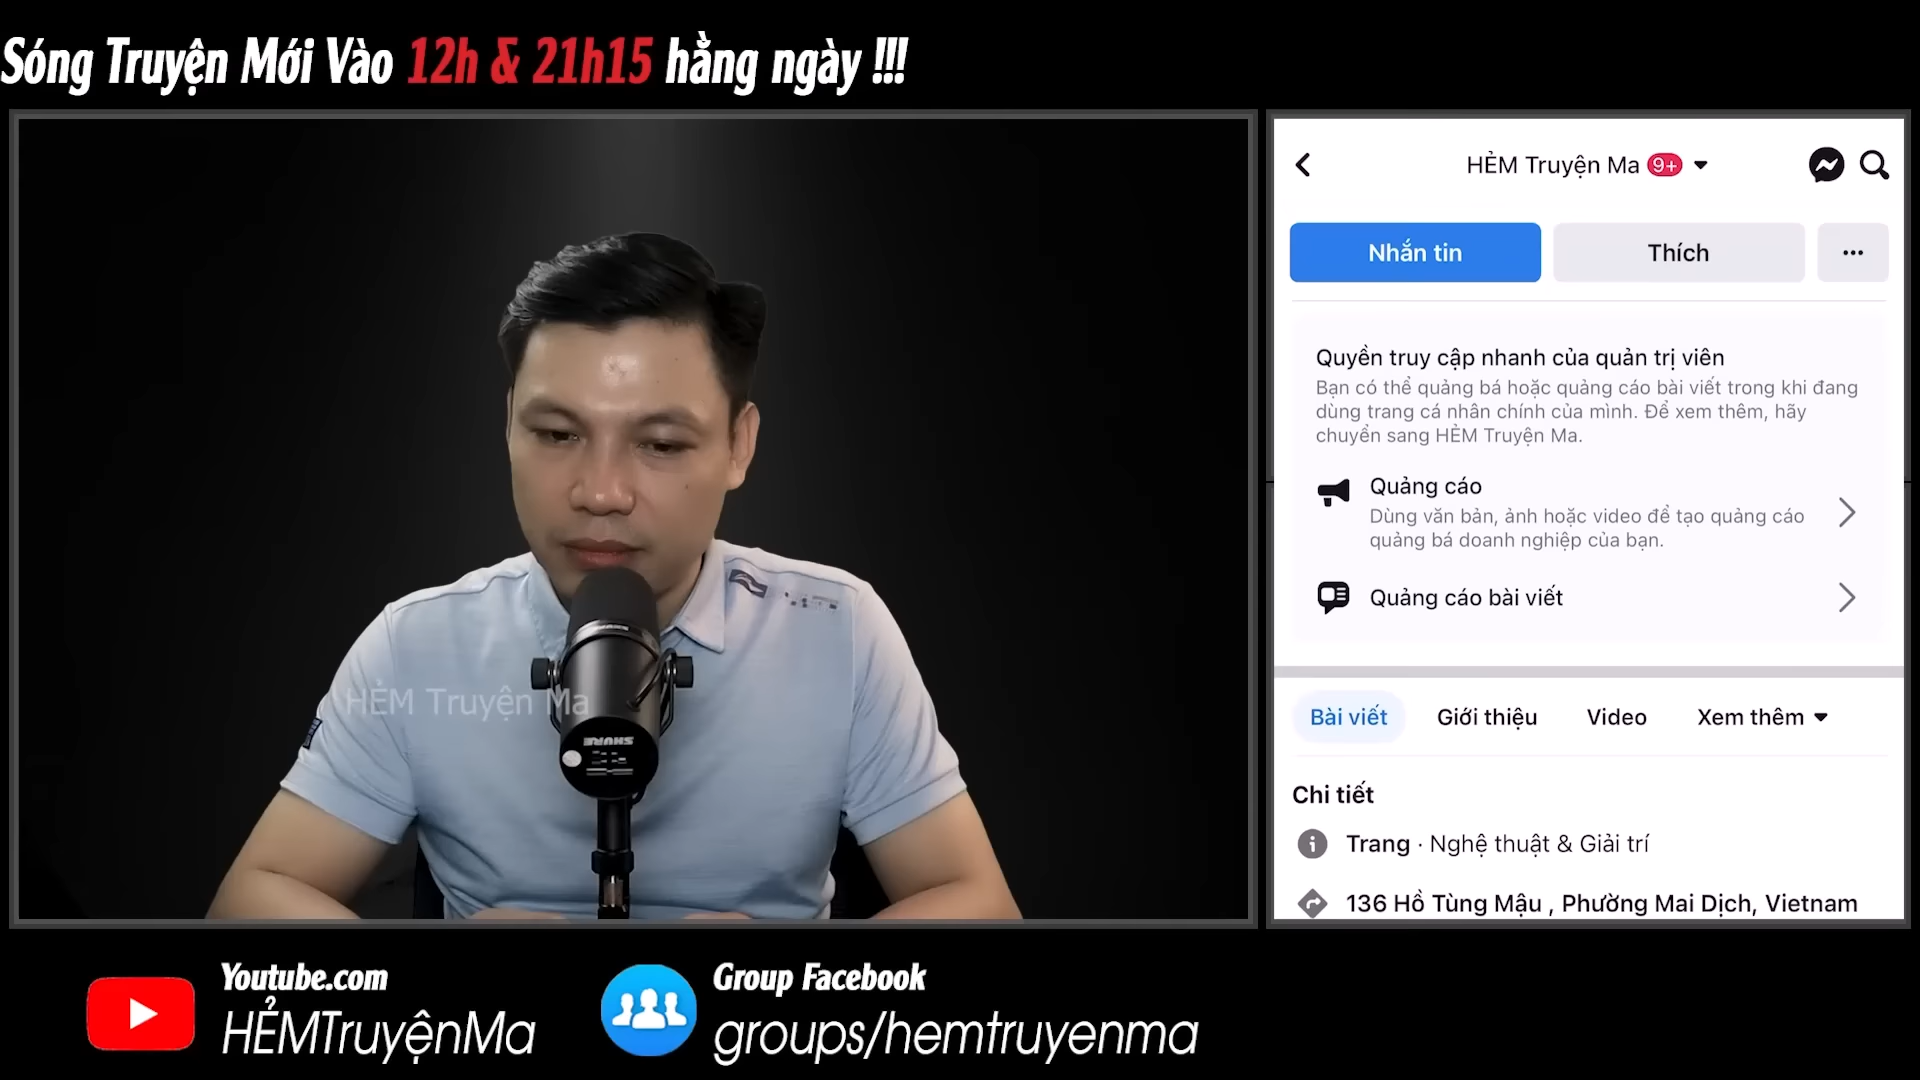 Sóng Truyện Mới Vào 12h & 21h15 hằng ngày !!!
HẺM Truyện Ma
SHURE
HẺM Truyện Ma 9+
Nhắn tin
Thích
Quyền truy cập nhanh của quản trị viên
Bạn có thể quảng bá hoặc quảng cáo bài viết trong khi đang
dùng trang cá nhân chính của mình. Để xem thêm, hãy
chuyển sang HẺM Truyện Ma.
Quảng cáo
Dùng văn bản, ảnh hoặc video để tạo quảng cáo
quảng bá doanh nghiệp của bạn.
Quảng cáo bài viết
Bài viết
Giới thiệu
Video
Xem thêm
Chi tiết
Trang · Nghệ thuật & Giải trí
136 Hồ Tùng Mậu , Phường Mai Dịch, Vietnam
Youtube.com
HẺMTruyệnMa
Group Facebook
groups/hemtruyenma